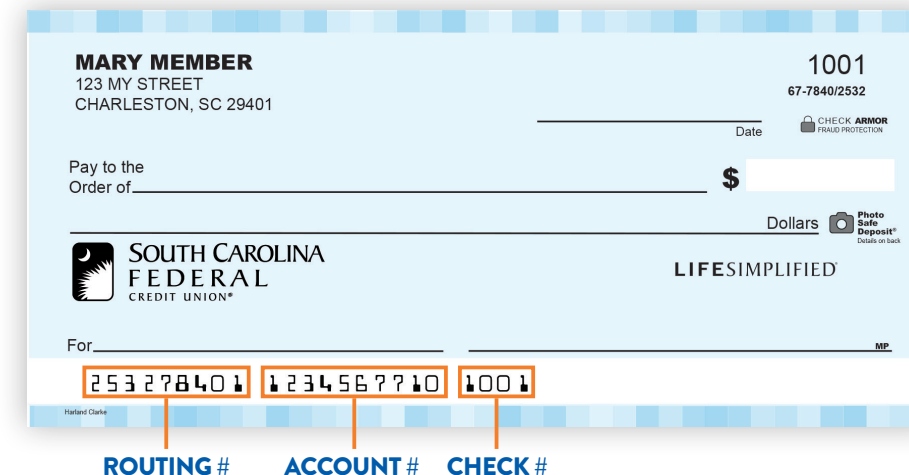 MARY MEMBER
123 MY STREET
CHARLESTON, SC 29401
1001
67-7840/2532
Date
CHECK ARMOR
FRAUD PROTECTION
Pay to the
Order of
$
Dollars
Photo
Safe
Deposit®
Details on back
SOUTH CAROLINA
FEDERAL
CREDIT UNION®
LIFESIMPLIFIED
For
MP
253278401 1234567710 1001
Harland Clarke
ROUTING # ACCOUNT # CHECK #